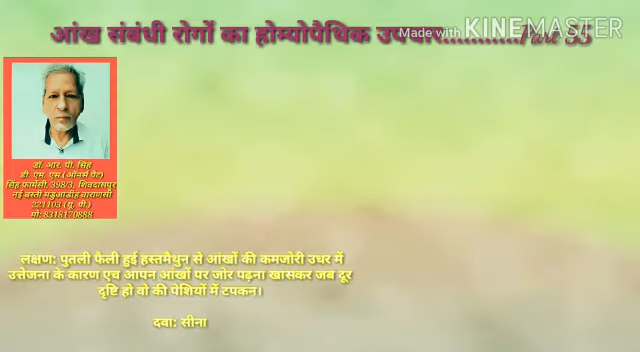 आंख संबंधी रोगों का होम्योपैथिक उपचार............Part 35
Made with KINEMASTER
डॉ. आर. पी. सिंह
डी. एम. एस.(ऑनर्स पैट)
सिंह फार्मेसी, 398/3, शिवदासपुर
नई बस्ती मडुआडीह वाराणसी
221103 (यू. पी.)
मो: 8318170888
लक्षण: पुतली फैली हुई हस्तमैथुन से आंखों की कमजोरी उधर में
उत्तेजना के कारण एच आपन आंखों पर जोर पढ़ना खासकर जब दूर
दृष्टि हो वो की पेशियों में टपकन।
दवा: सीना